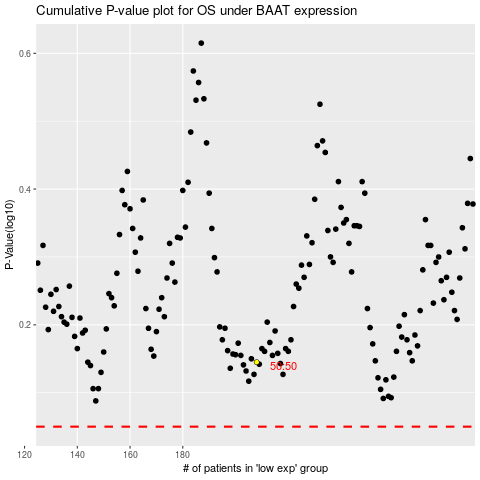 Cumulative P-value plot for OS under BAAT expression
P-Value(log10)
0.6
0.4
0.2
50.50
120
140
160
180
# of patients in 'low exp' group